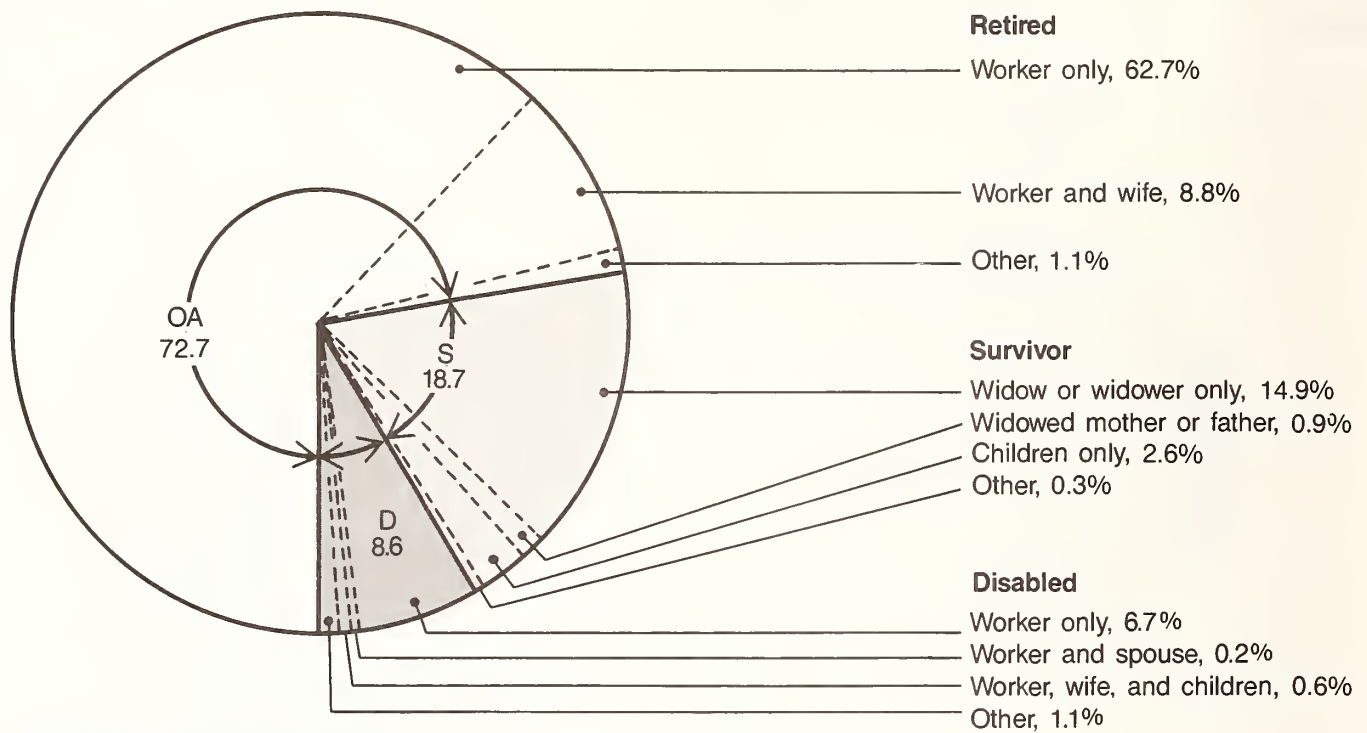 Retired
Worker only, 62.7%
Worker and wife, 8.8%
Other, 1.1%
OA
72.7
S
18.7
Survivor
Widow or widower only, 14.9%
Widowed mother or father, 0.9%
Children only, 2.6%
Other, 0.3%
D
8.6
Disabled
Worker only, 6.7%
Worker and spouse, 0.2%
Worker, wife, and children, 0.6%
Other, 1.1%